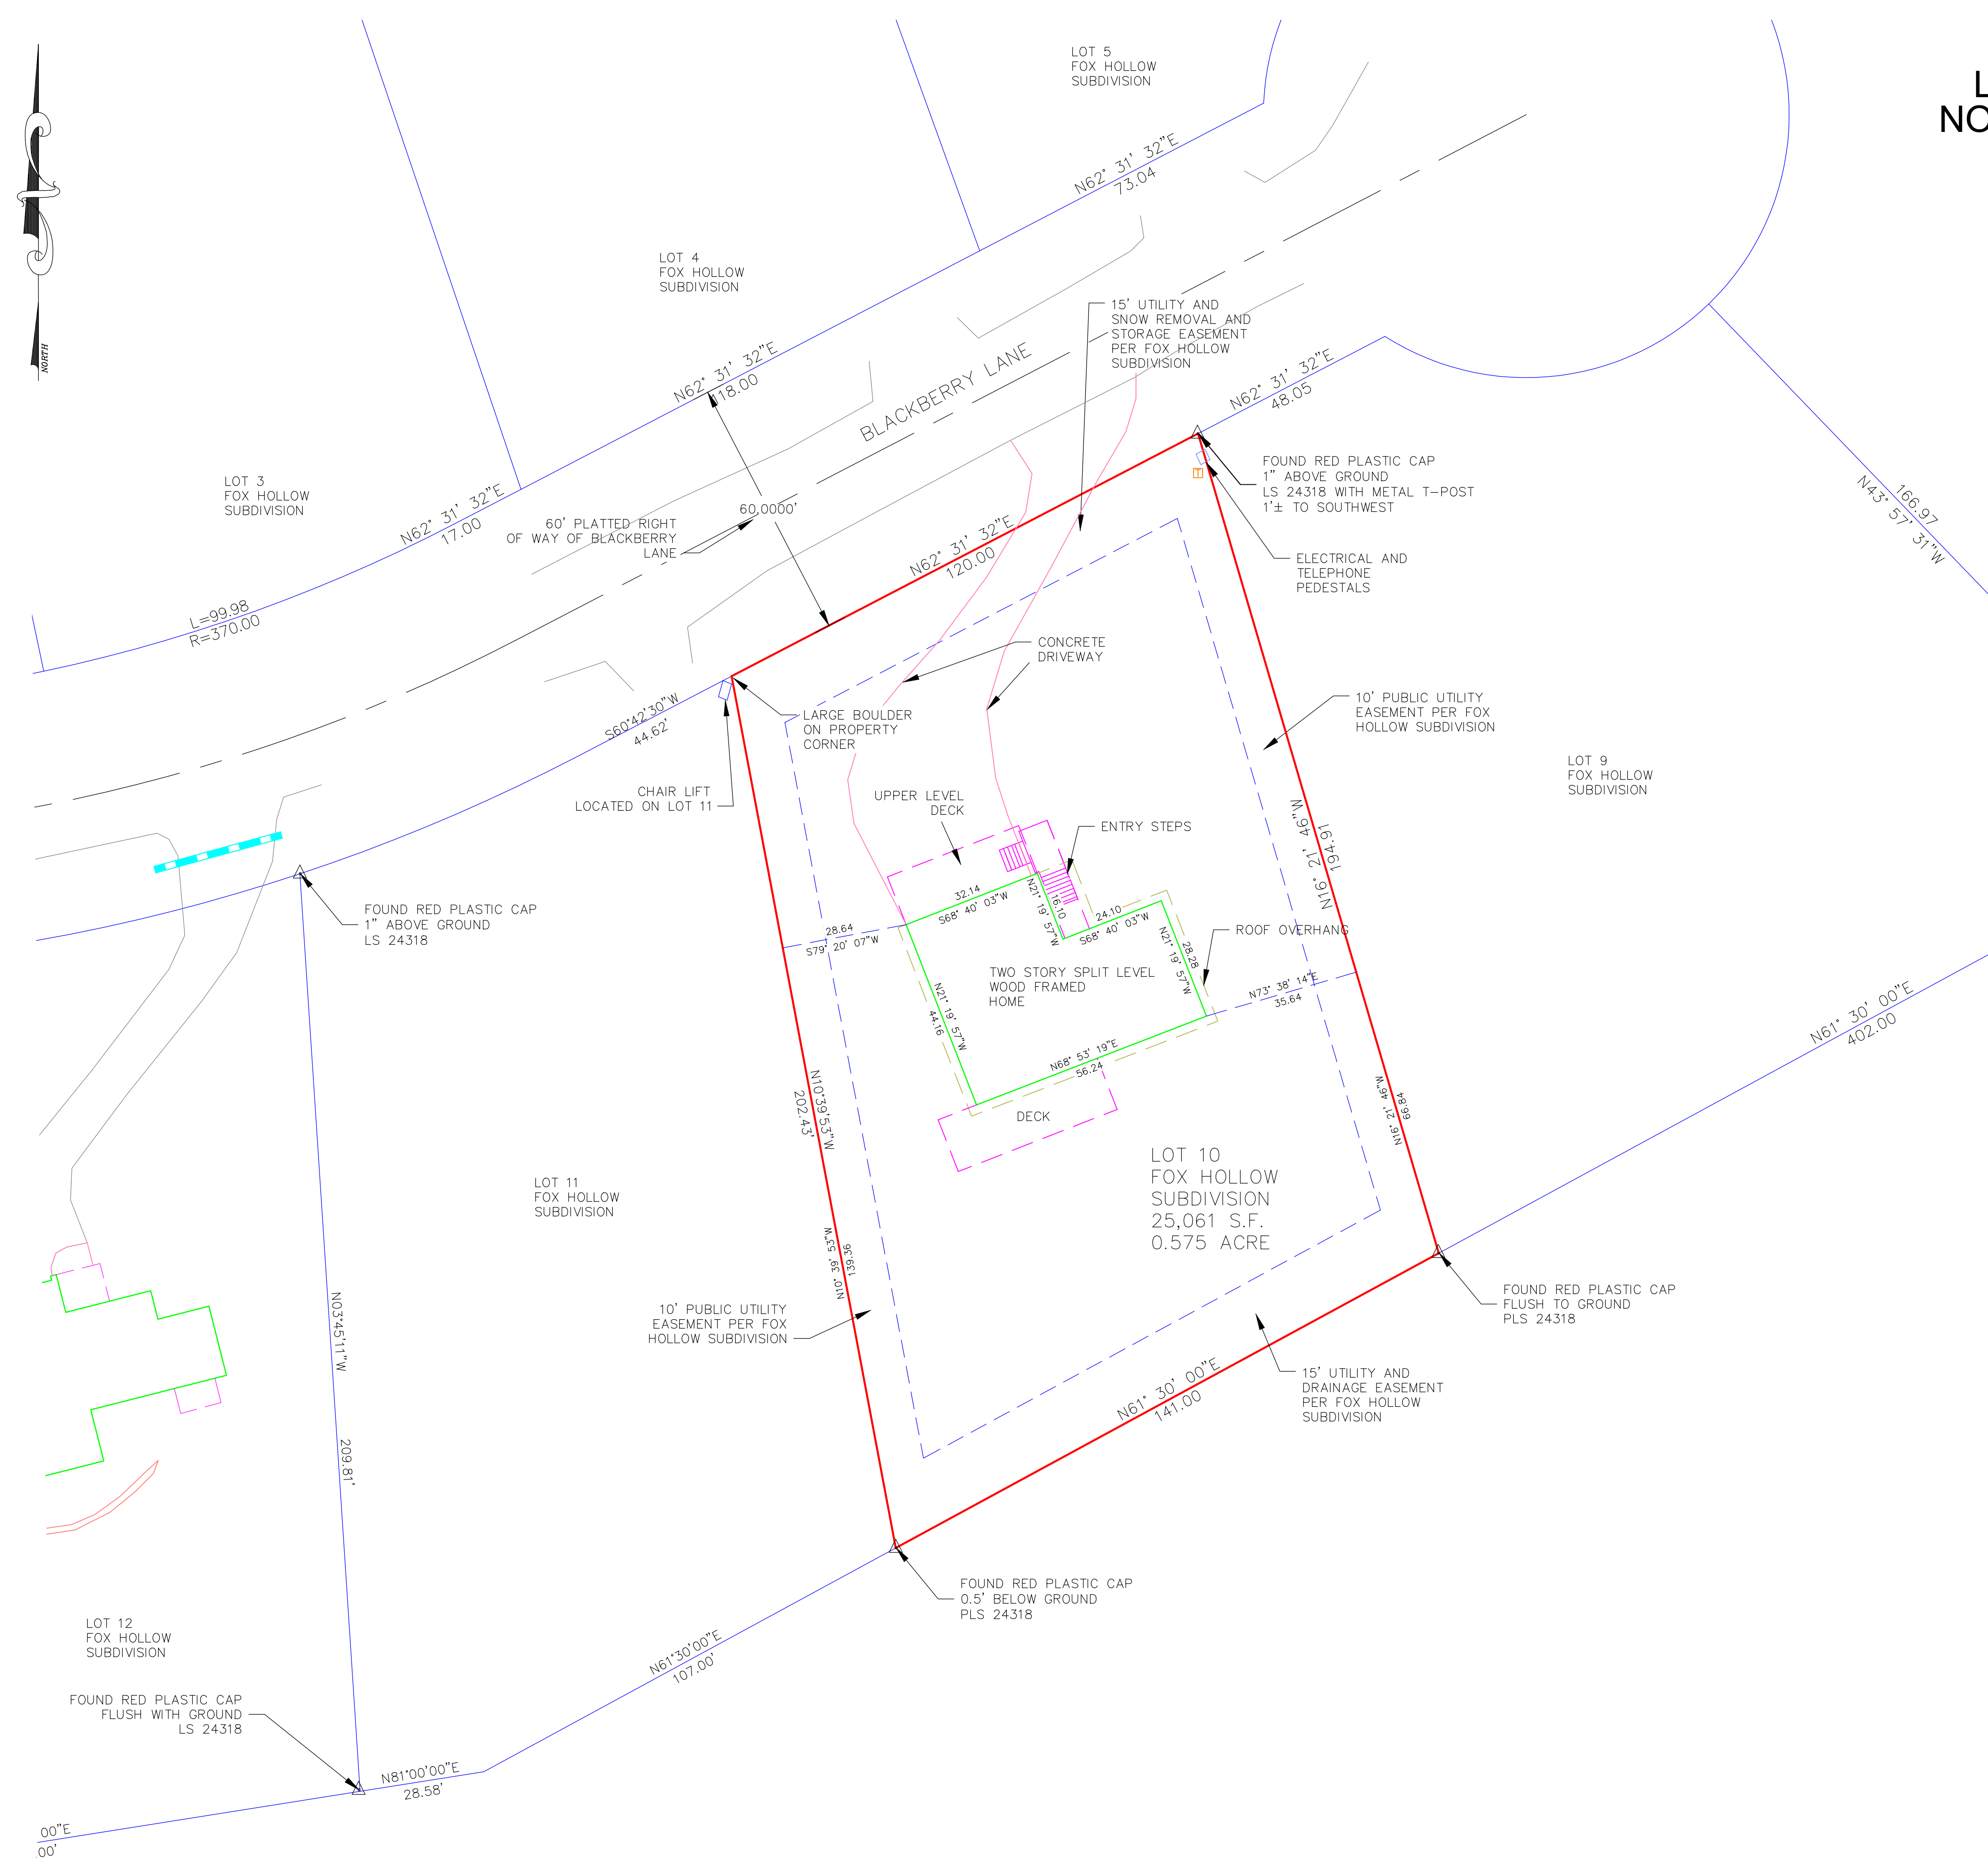 LOT 5
FOX HOLLOW
SUBDIVISION
L
NO
NORTH
N62° 31' 32"E
73.04
LOT 4
FOX HOLLOW
SUBDIVISION
15' UTILITY AND
SNOW REMOVAL AND
STORAGE EASEMENT
PER FOX HOLLOW
SUBDIVISION
N62° 31' 32"E
118.00
BLACKBERRY LANE
N62° 31' 32"E
48.05
LOT 3
FOX HOLLOW
SUBDIVISION
N62° 31' 32"E
17.00
60' PLATTED RIGHT
OF WAY OF BLACKBERRY
LANE
60.0000'
T
FOUND RED PLASTIC CAP
1" ABOVE GROUND
LS 24318 WITH METAL T-POST
1'± TO SOUTHWEST
166.97
N43° 57' 31"W
N62° 31' 32"E
120.00
ELECTRICAL AND
TELEPHONE
PEDESTALS
L=99.98
R=370.00
CONCRETE
DRIVEWAY
S60°42'30"W
44.62'
LARGE BOULDER
ON PROPERTY
CORNER
10' PUBLIC UTILITY
EASEMENT PER FOX
HOLLOW SUBDIVISION
LOT 9
FOX HOLLOW
SUBDIVISION
CHAIR LIFT
LOCATED ON LOT 11
UPPER LEVEL
DECK
ENTRY STEPS
N16° 21' 46"W
194.91
FOUND RED PLASTIC CAP
1" ABOVE GROUND
LS 24318
32.14
S68° 40' 03"W
N21° 19' 57"W
16.10
24.10
S68° 40' 03"W
28.64
S79° 20' 07"W
ROOF OVERHANG
N21° 19' 57"W
28.28
TWO STORY SPLIT LEVEL
WOOD FRAMED
HOME
N73° 38' 14"E
35.64
N21° 19' 57"W
44.16
N68° 53' 19"E
56.24
N61° 30' 00"E
402.00
N10°39'53"W
202.43'
DECK
N16° 21' 46"W
66.84
LOT 10
FOX HOLLOW
SUBDIVISION
25,061 S.F.
0.575 ACRE
LOT 11
FOX HOLLOW
SUBDIVISION
N10° 39' 53"W
139.36
10' PUBLIC UTILITY
EASEMENT PER FOX
HOLLOW SUBDIVISION
FOUND RED PLASTIC CAP
FLUSH TO GROUND
PLS 24318
N03°45'11"W
209.81'
N61° 30' 00"E
141.00
15' UTILITY AND
DRAINAGE EASEMENT
PER FOX HOLLOW
SUBDIVISION
FOUND RED PLASTIC CAP
0.5' BELOW GROUND
PLS 24318
LOT 12
FOX HOLLOW
SUBDIVISION
N61°30'00"E
107.00'
FOUND RED PLASTIC CAP
FLUSH WITH GROUND
LS 24318
N81°00'00"E
28.58'
00"E
.00'